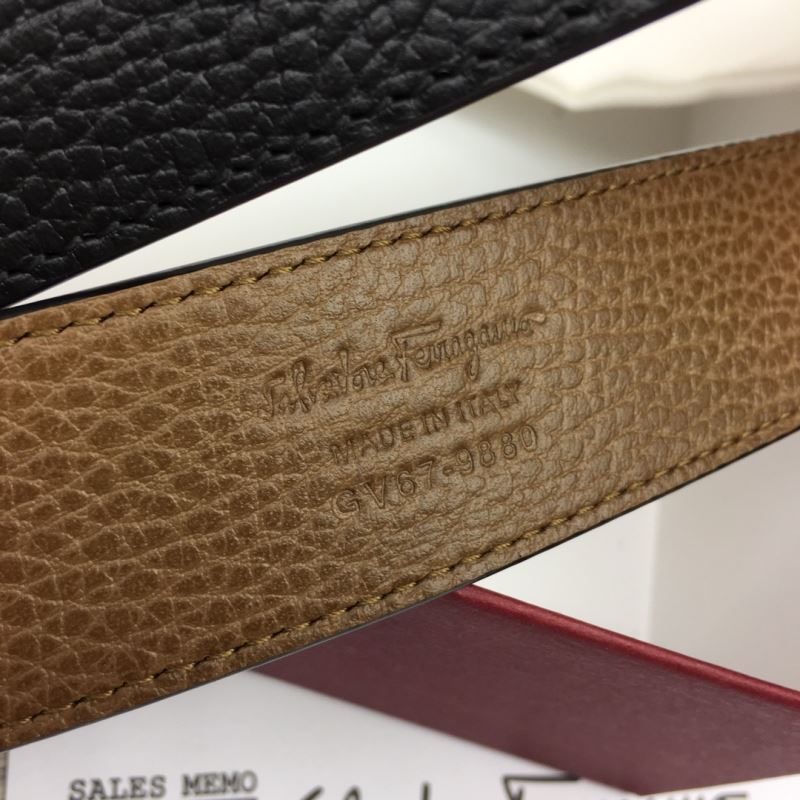 Salvatore Ferragamo
MADE IN ITALY
GV67-9880
SALES MEMO